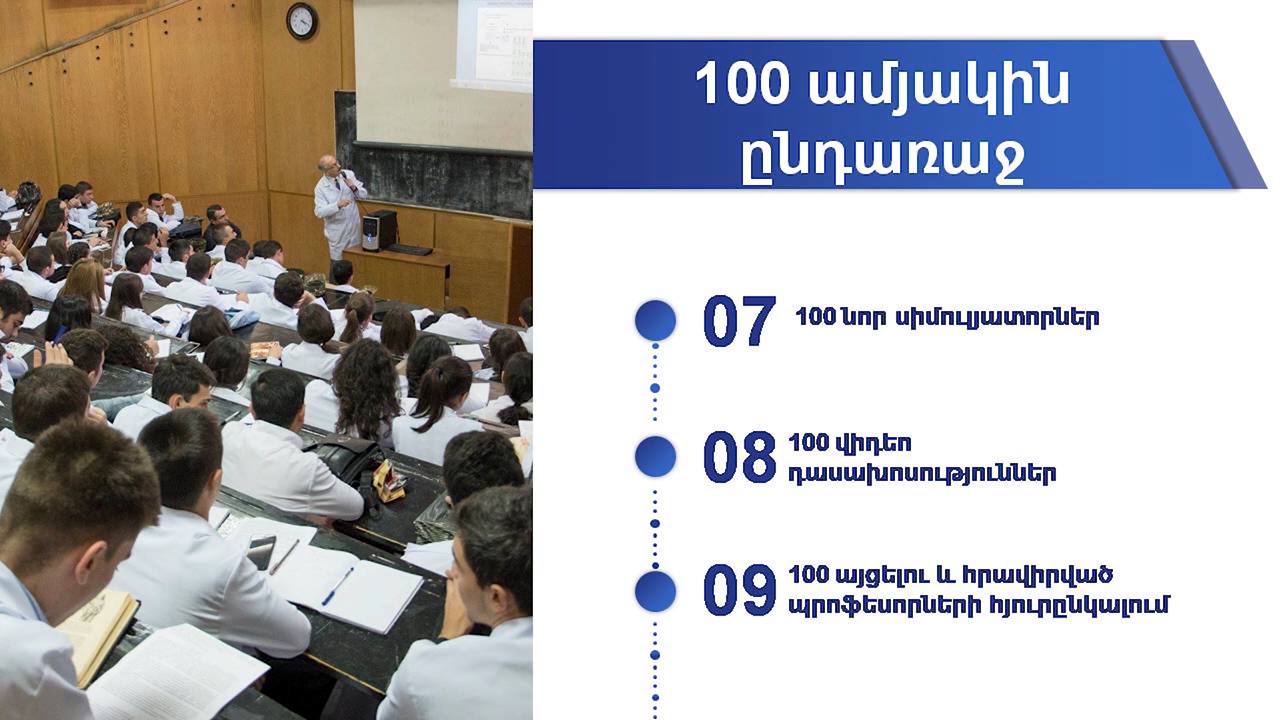 100 ամյակին
ընդառաջ
07 100 նոր սիմուլյատորներ
08 100 վիդեո
դասախոսություններ
09 100 այցելու և հրավիրված
պրոֆեսորների հյուրընկալում